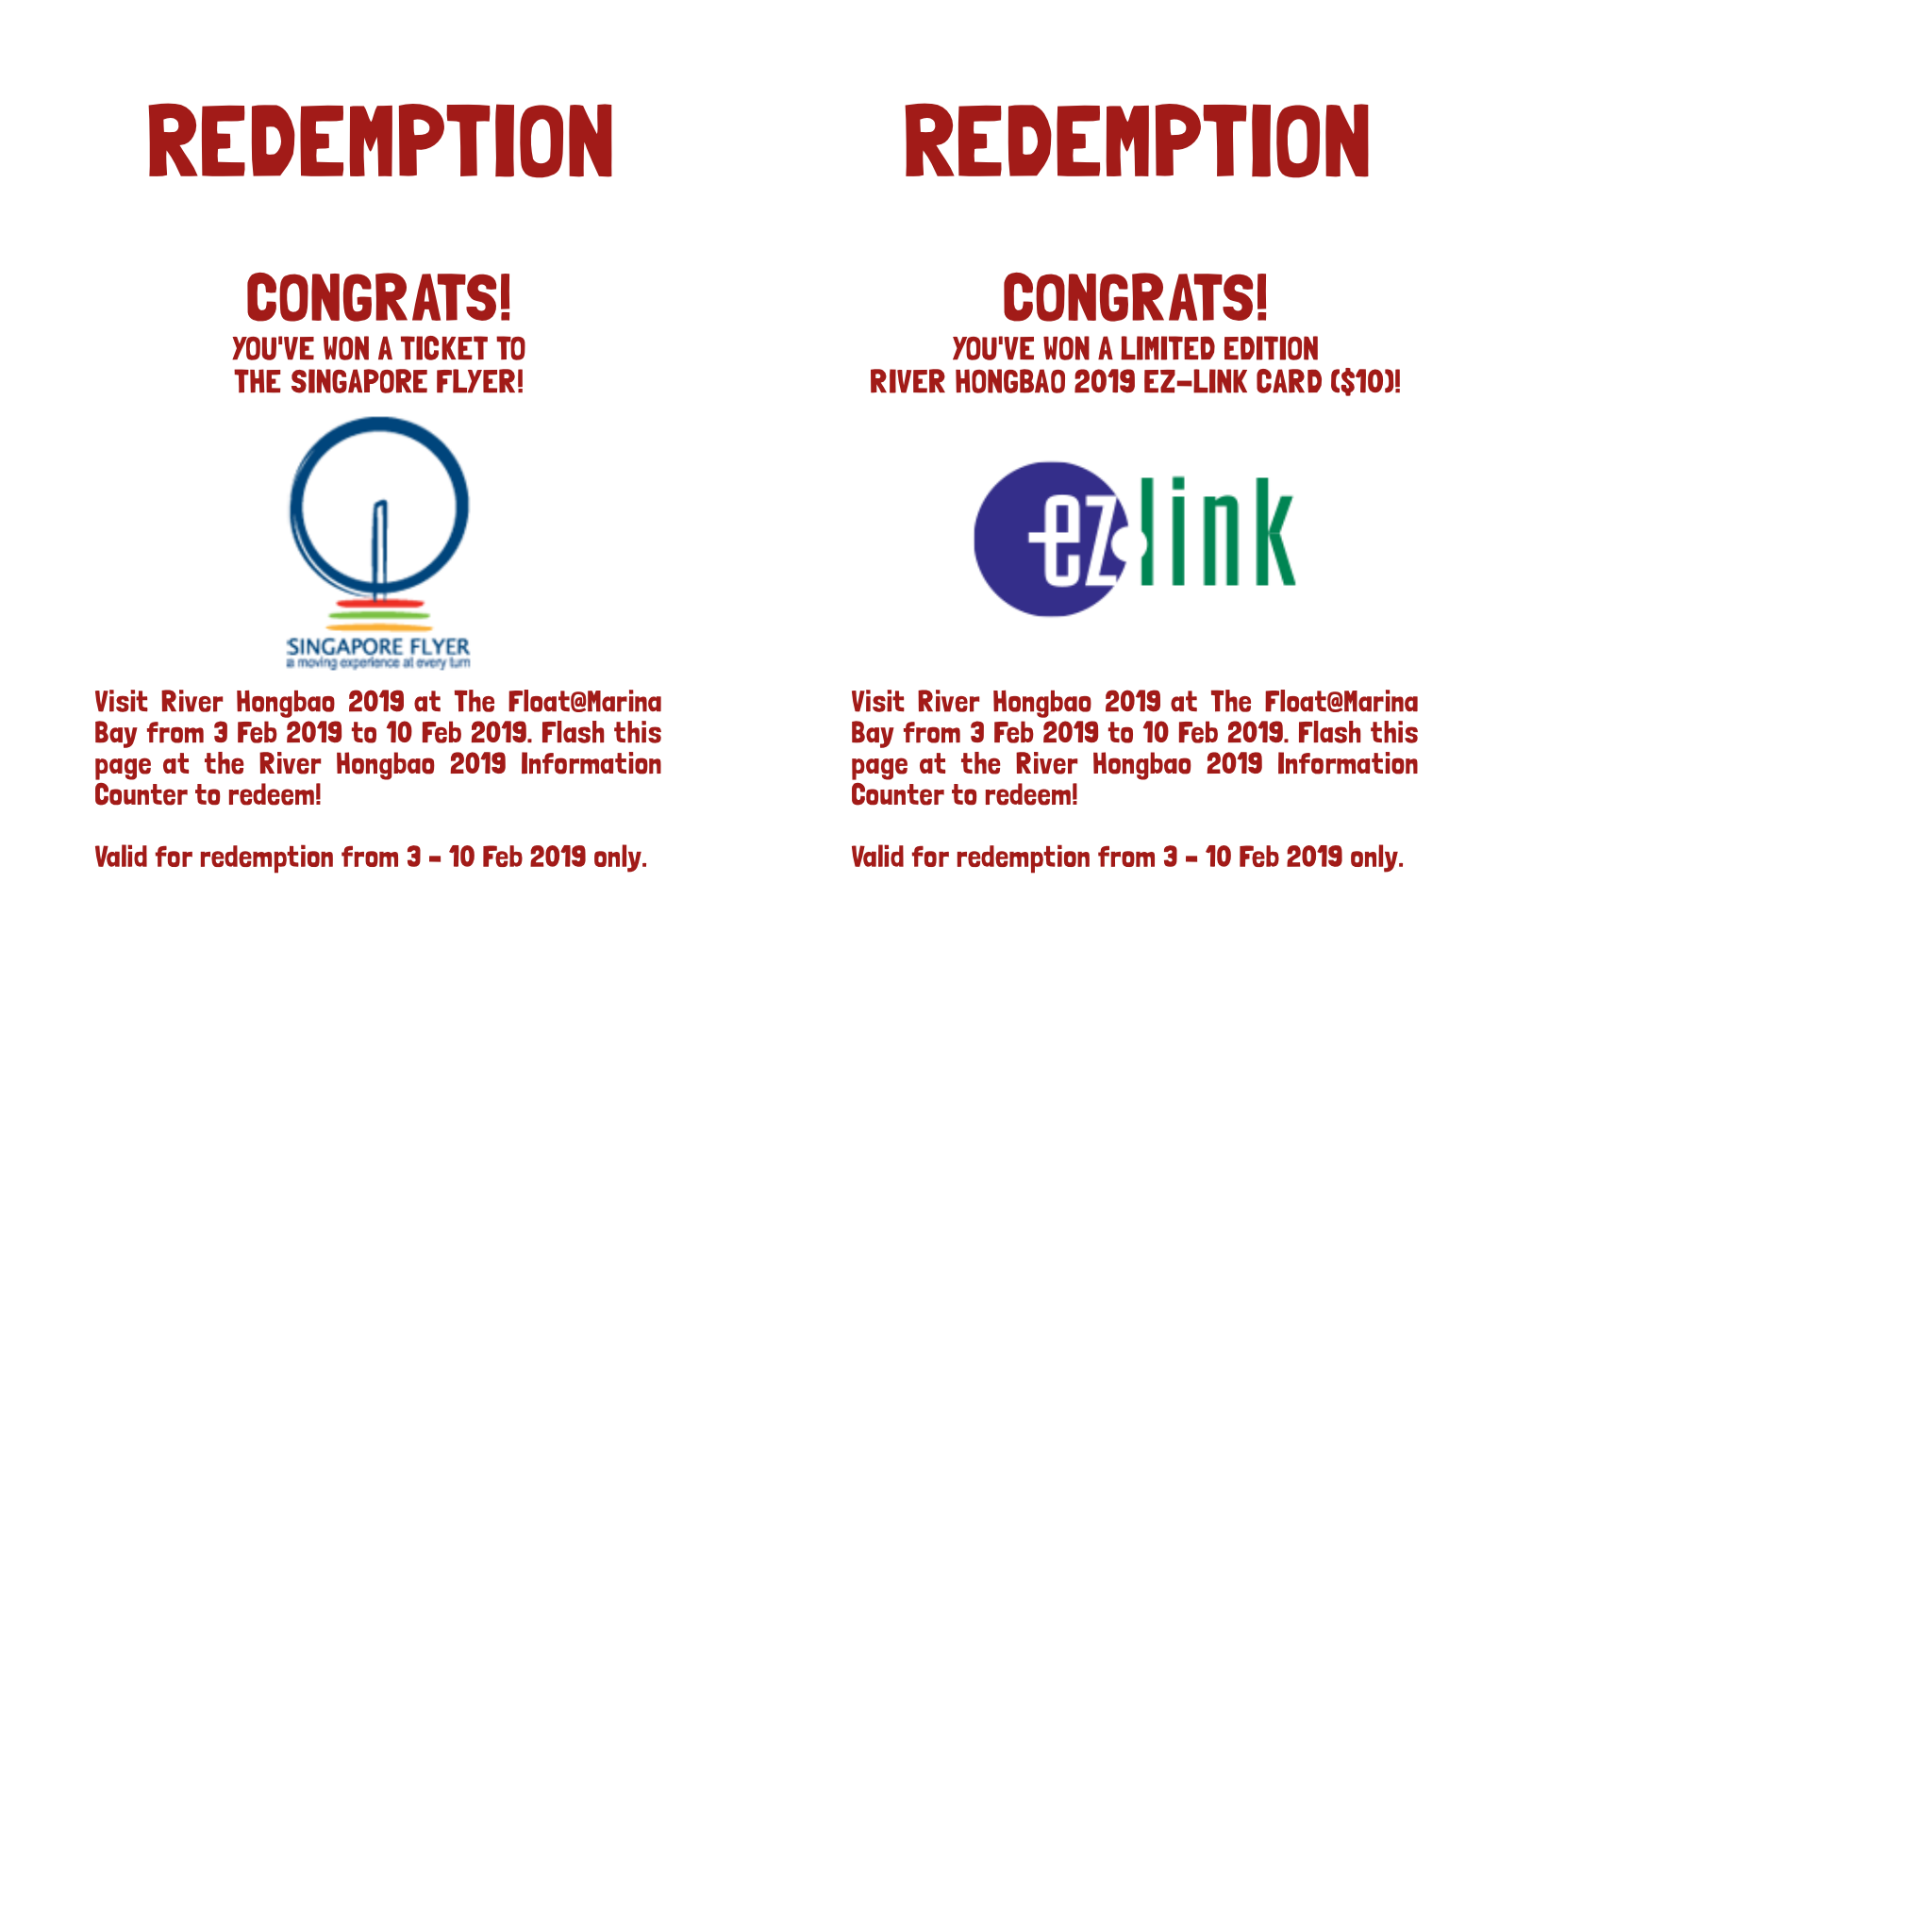 REDEMPTION
CONGRATS!
YOU'VE WON A TICKET TO
THE SINGAPORE FLYER!
SINGAPORE FLYER
a moving experience at every turn
Visit River Hongbao 2019 at The Float@Marina
Bay from 3 Feb 2019 to 10 Feb 2019. Flash this
page at the River Hongbao 2019 Information
Counter to redeem!
Valid for redemption from 3 - 10 Feb 2019 only.
REDEMPTION
CONGRATS!
YOU'VE WON A LIMITED EDITION
RIVER HONGBAO 2019 EZ-LINK CARD ($10)!
ez link
Visit River Hongbao 2019 at The Float@Marina
Bay from 3 Feb 2019 to 10 Feb 2019. Flash this
page at the River Hongbao 2019 Information
Counter to redeem!
Valid for redemption from 3 - 10 Feb 2019 only.